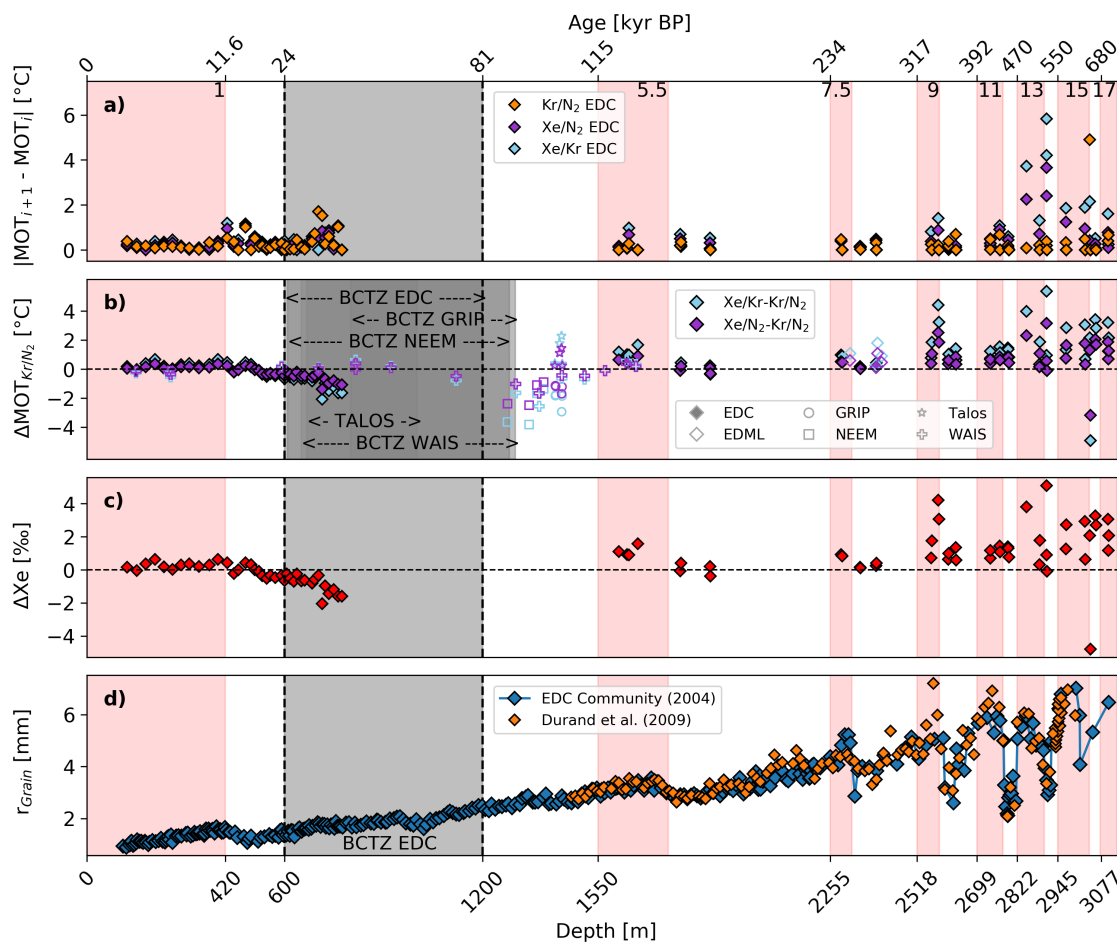 Age [kyr BP]
0 11.6 24 81 115 234 317 392 470 550 680
1 5.5 7.5 9 11 13 15 17
a)
Kr/N₂ EDC
Xe/N₂ EDC
Xe/Kr EDC
|MOTᵢ₊₁ - MOTᵢ| [°C]
6
4
2
0
b)
<----- BCTZ EDC ---->
<-- BCTZ GRIP -->
<----- BCTZ NEEM ----->
<-- TALOS -->
<----- BCTZ WAIS ----->
Xe/Kr-Kr/N₂
Xe/N₂-Kr/N₂
EDC GRIP Talos
EDML NEEM WAIS
ΔMOT_Kr/N₂ [°C]
4
2
0
−2
−4
c)
ΔXe [‰]
4
2
0
−2
−4
d)
EDC Community (2004)
Durand et al. (2009)
BCTZ EDC
r_Grain [mm]
6
4
2
0 420 600 1200 1550 2255 2518 2699 2822 2945 3077
Depth [m]